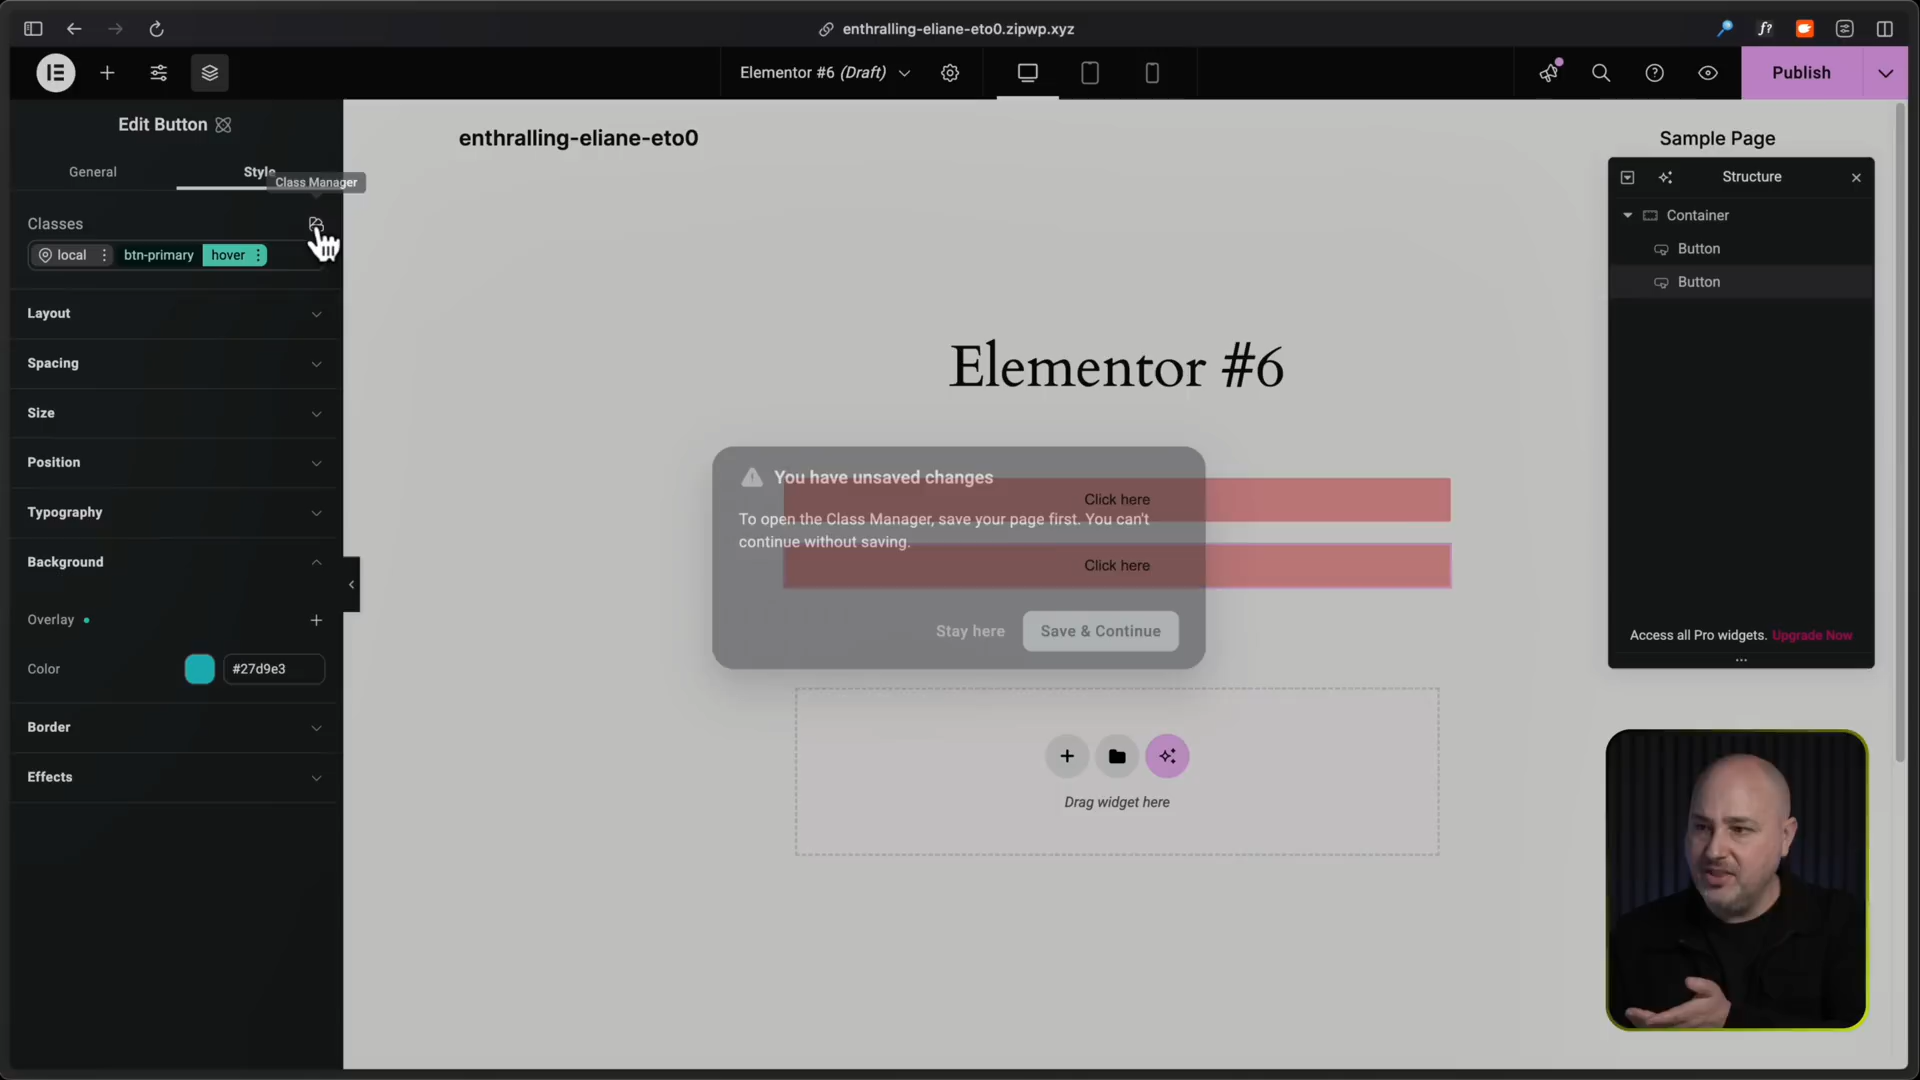 enthralling-eliane-eto0.zipwp.xyz
f?
Elementor #6 (Draft)
Publish
Edit Button
General
Style
Class Manager
Classes
local
btn-primary
hover
Layout
Spacing
Size
Position
Typography
Background
Overlay
Color
#27d9e3
Border
Effects
enthralling-eliane-eto0
Sample Page
Elementor #6
You have unsaved changes
Click here
To open the Class Manager, save your page first. You can't
continue without saving.
Click here
Stay here
Save & Continue
Drag widget here
Structure
Container
Button
Button
Access all Pro widgets. Upgrade Now